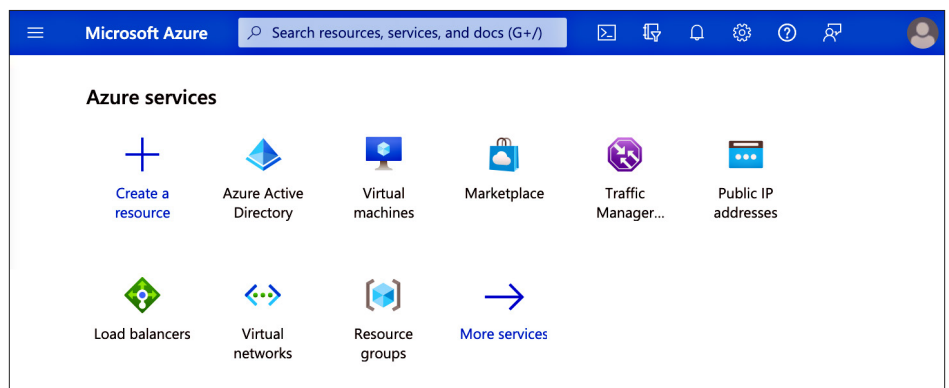 Microsoft Azure
Search resources, services, and docs (G+/)
Azure services
Create a
resource
Azure Active
Directory
Virtual
machines
Marketplace
Traffic
Manager...
Public IP
addresses
Load balancers
Virtual
networks
Resource
groups
More services